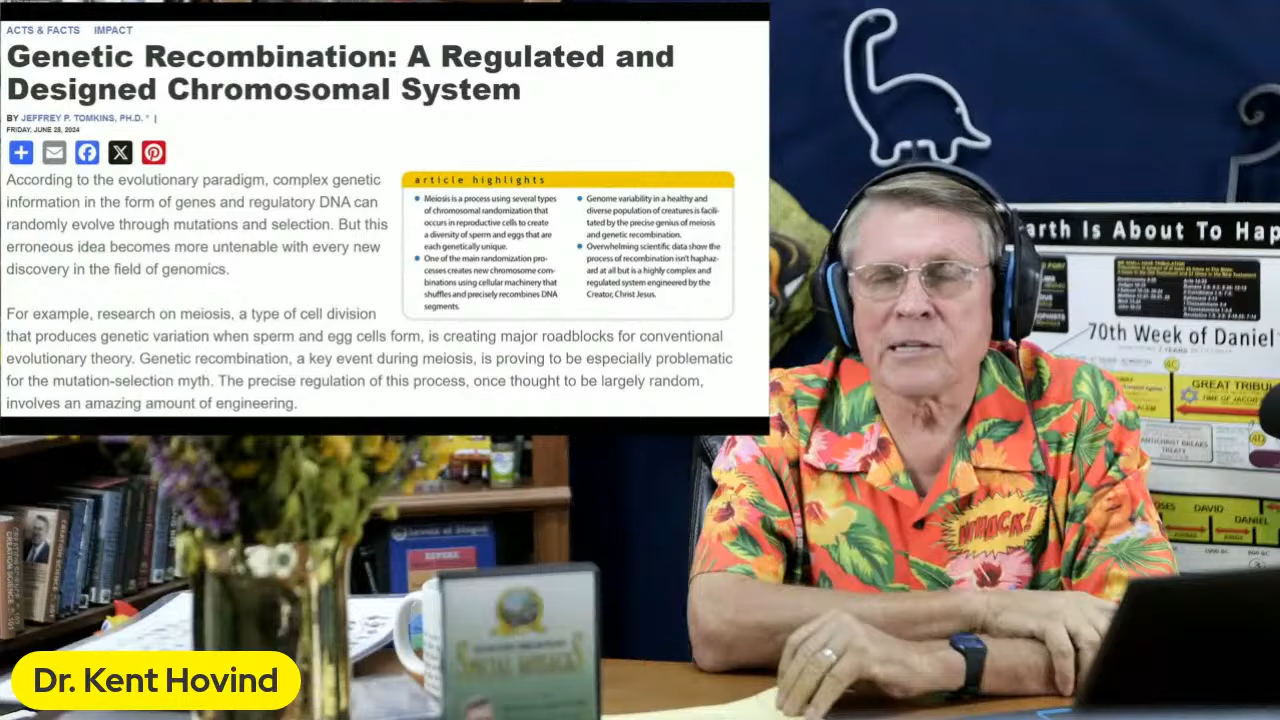 ACTS & FACTS IMPACT
Genetic Recombination: A Regulated and
Designed Chromosomal System
BY JEFFREY P. TOMKINS, PH.D. * |
FRIDAY, JUNE 28, 2024
According to the evolutionary paradigm, complex genetic
information in the form of genes and regulatory DNA can
randomly evolve through mutations and selection. But this
erroneous idea becomes more untenable with every new
discovery in the field of genomics.
article highlights
Meiosis is a process using several types
of chromosomal randomization that
occurs in reproductive cells to create
a diversity of sperm and eggs that are
each genetically unique.
One of the main randomization pro-
cesses creates new chromosome com-
binations using cellular machinery that
shuffles and precisely recombines DNA
segments.
Genome variability in a healthy and
diverse population of creatures is facili-
tated by the precise genius of meiosis
and genetic recombination.
Overwhelming scientific data show the
process of recombination isn't haphaz-
ard at all but is a highly complex and
regulated system engineered by the
Creator, Christ Jesus.
For example, research on meiosis, a type of cell division
that produces genetic variation when sperm and egg cells form, is creating major roadblocks for conventional
evolutionary theory. Genetic recombination, a key event during meiosis, is proving to be especially problematic
for the mutation-selection myth. The precise regulation of this process, once thought to be largely random,
involves an amazing amount of engineering.
arth Is About To Hap
70th Week of Daniel
4C
GREAT TRIBUL
TIME OF JACOB'S
ANTICHRIST BREAKS
TREATY
4D
DAVID
DANIEL
WHACK!
CREATION SCIENCE
Dr. Kent Hovind